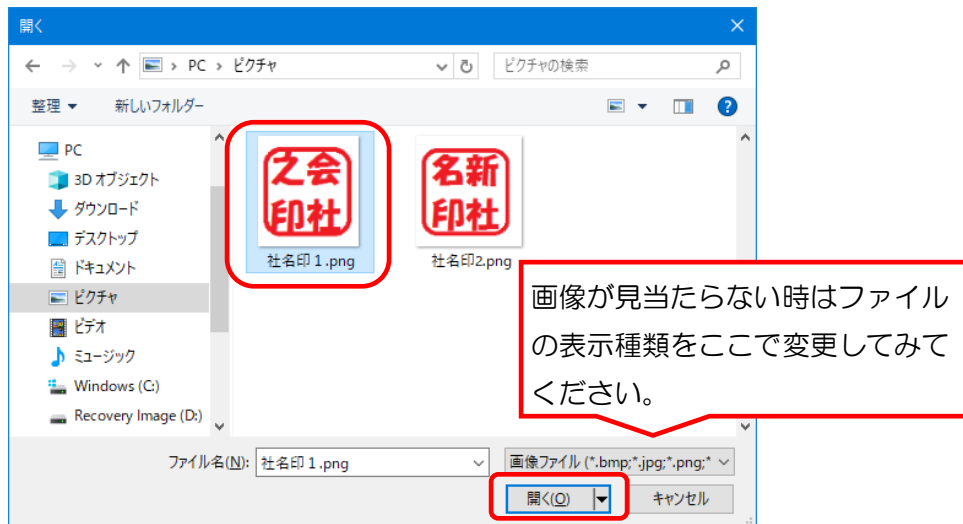 開く
PC › ピクチャ
ピクチャの検索
整理 ▼ 新しいフォルダー
PC
3D オブジェクト
ダウンロード
デスクトップ
ドキュメント
ピクチャ
ビデオ
ミュージック
Windows (C:)
Recovery Image (D:)
之会
印社
社名印１.png
名新
印社
社名印2.png
画像が見当たらない時はファイル
の表示種類をここで変更してみて
ください。
ファイル名(N): 社名印１.png
画像ファイル (*.bmp;*.jpg;*.png;*
開く(O)
キャンセル